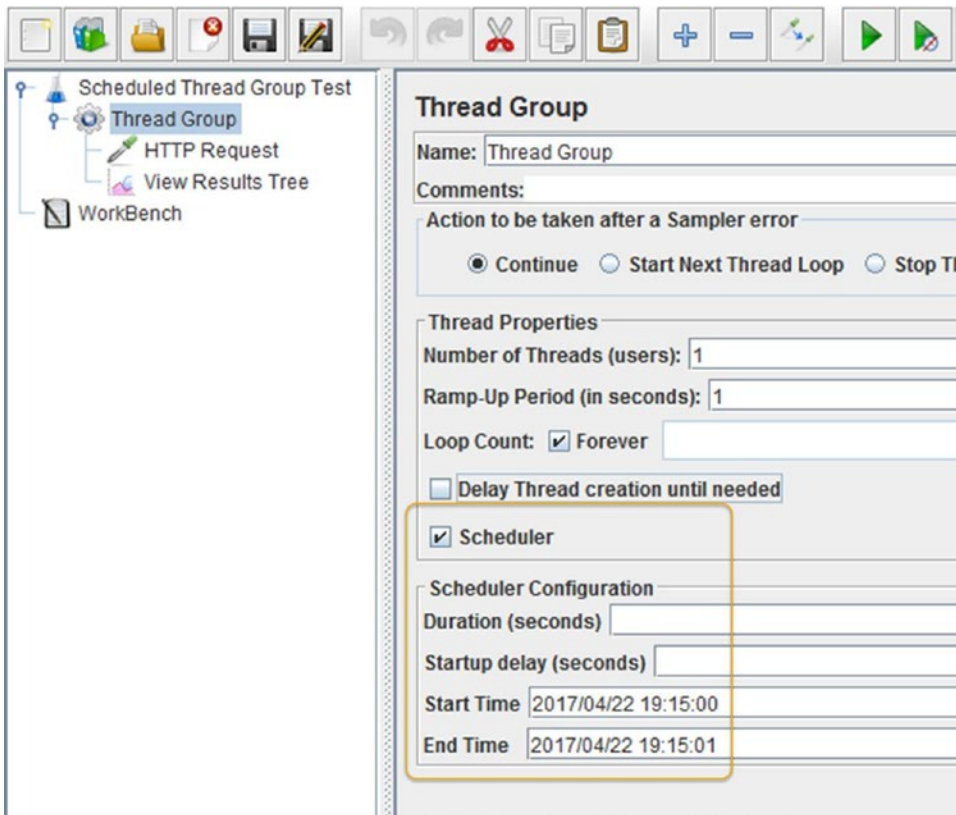 Scheduled Thread Group Test
Thread Group
HTTP Request
View Results Tree
WorkBench
Thread Group
Name: Thread Group
Comments:
Action to be taken after a Sampler error
Continue Start Next Thread Loop Stop Tl
Thread Properties
Number of Threads (users): 1
Ramp-Up Period (in seconds): 1
Loop Count: Forever
Delay Thread creation until needed
Scheduler
Scheduler Configuration
Duration (seconds)
Startup delay (seconds)
Start Time 2017/04/22 19:15:00
End Time 2017/04/22 19:15:01